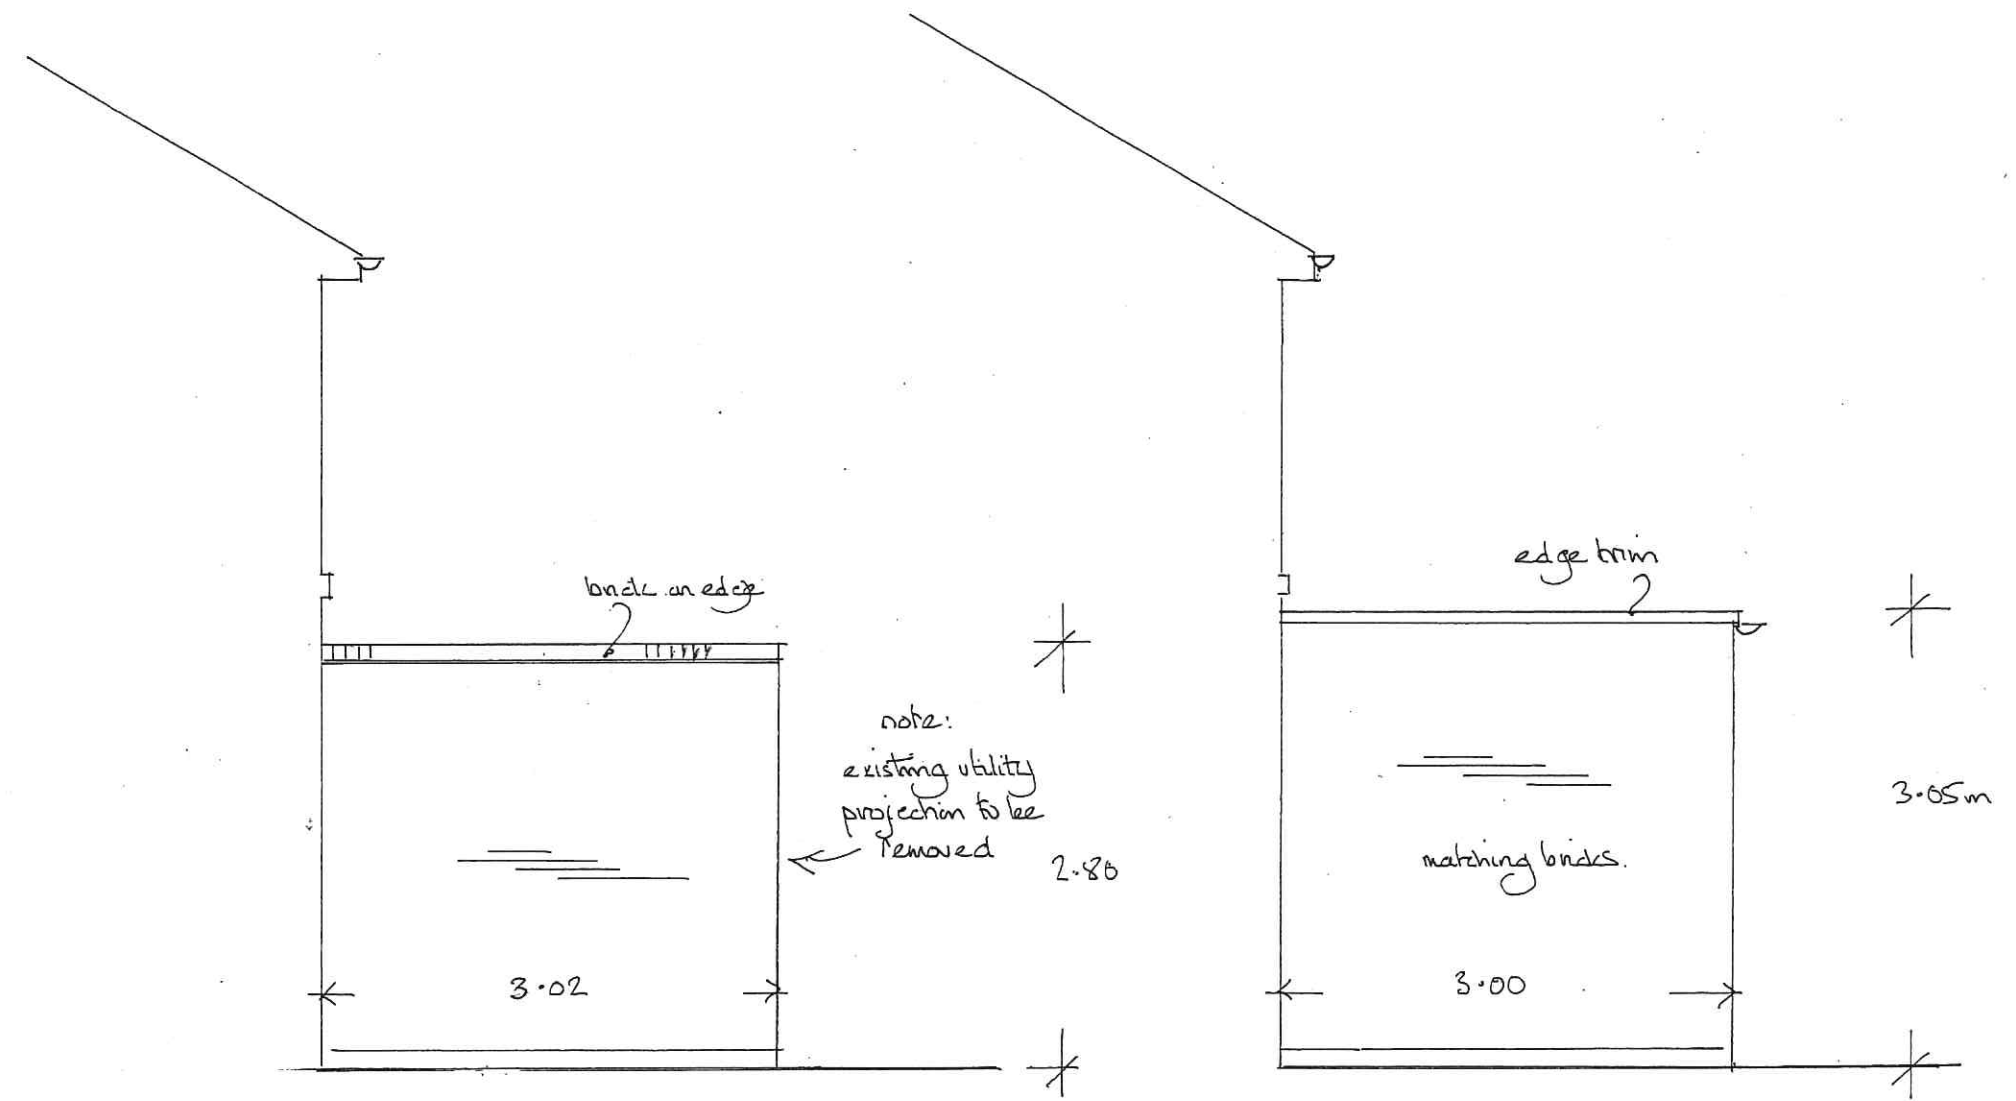 brick on edge
note:
existing utility
projection to be
removed
2.80
3.02
edge trim
3.05m
matching bricks.
3.00